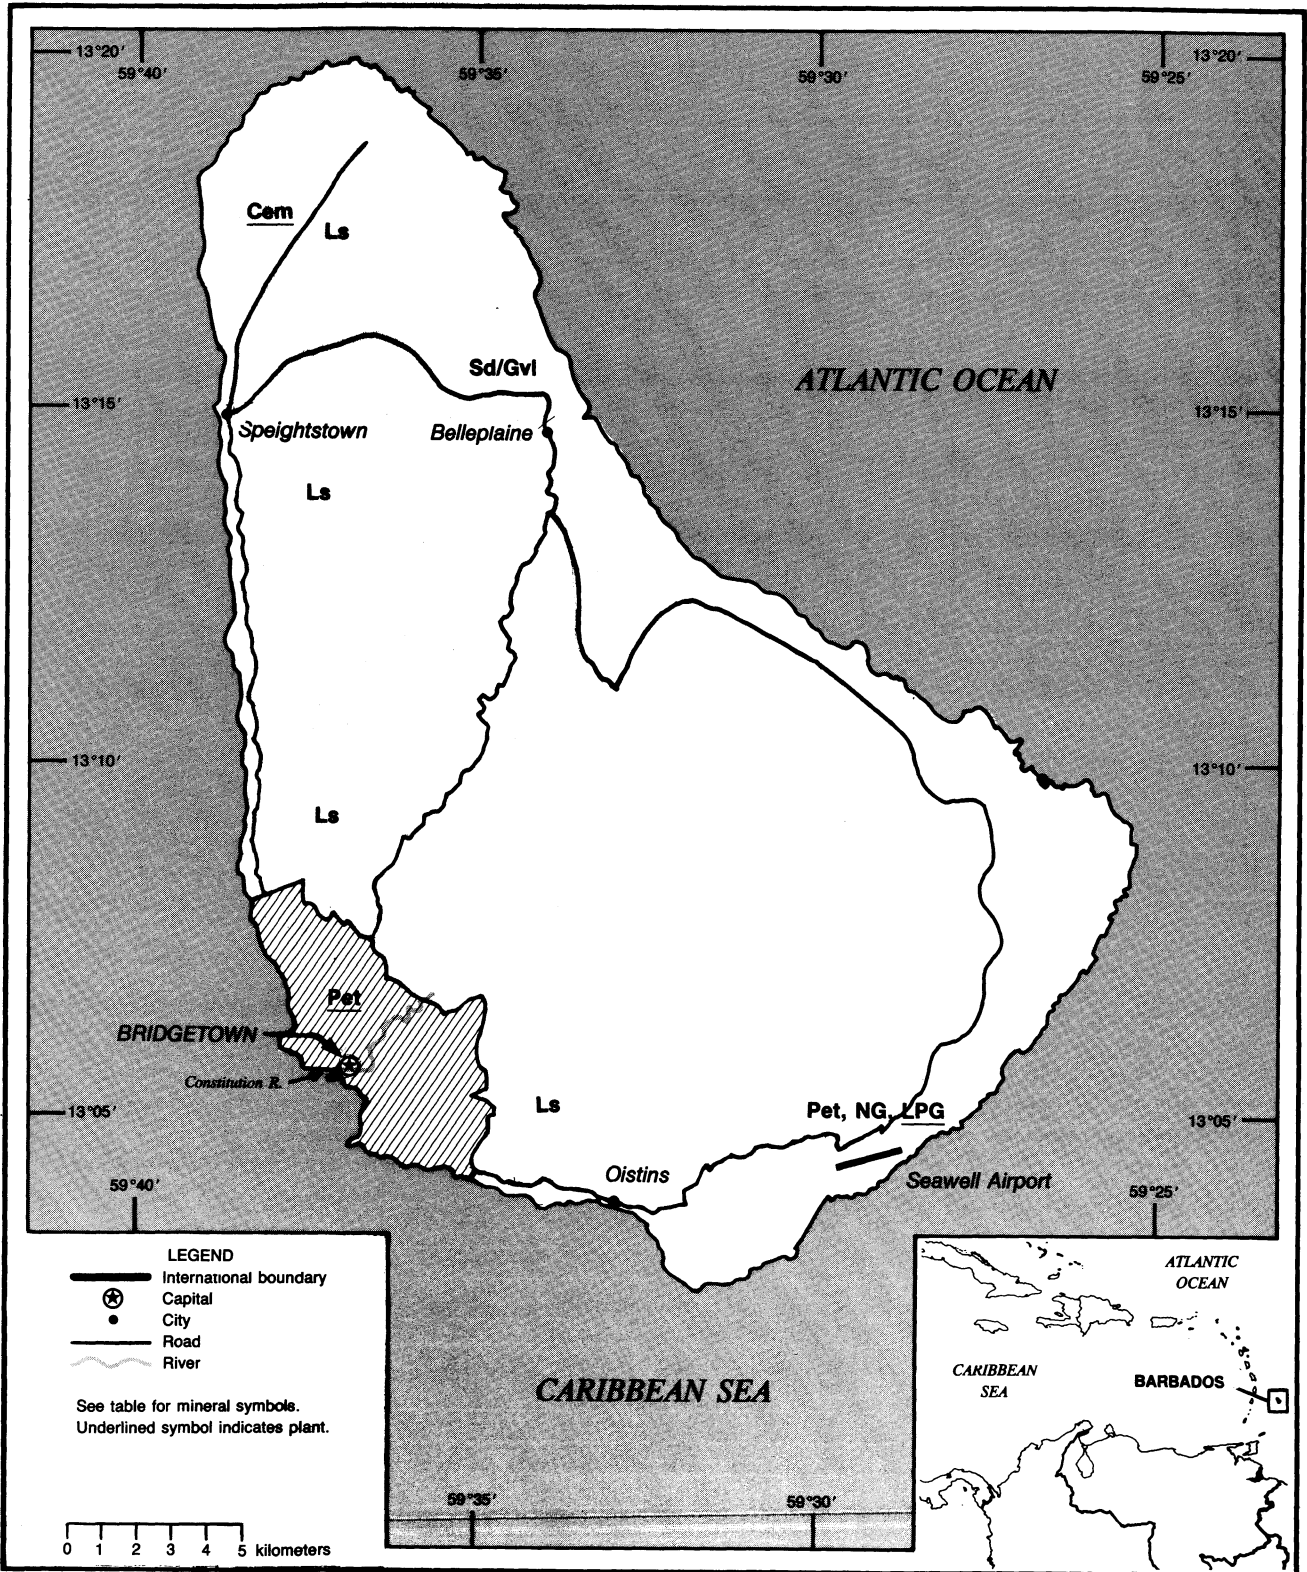 13°20′
59°40′
59°35′
59°30′
59°25′
13°20′
Cem
Ls
Sd/Gvl
ATLANTIC OCEAN
13°15′
13°15′
Speightstown
Belleplaine
Ls
13°10′
13°10′
Ls
Pet
BRIDGETOWN
Constitution R.
13°05′
Ls
Pet, NG, LPG
13°05′
Oistins
Seawell Airport
59°40′
59°25′
LEGEND
International boundary
Capital
City
Road
River
See table for mineral symbols.
Underlined symbol indicates plant.
0 1 2 3 4 5 kilometers
CARIBBEAN SEA
59°35′
59°30′
ATLANTIC
OCEAN
CARIBBEAN
SEA
BARBADOS